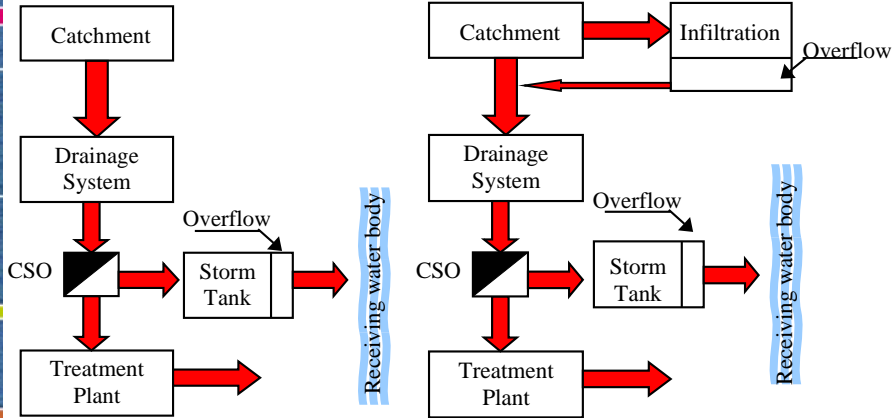 Catchment
Drainage
System
Overflow
CSO
Storm
Tank
Receiving water body
Treatment
Plant
Catchment
Infiltration
Overflow
Drainage
System
Overflow
CSO
Storm
Tank
Receiving water body
Treatment
Plant